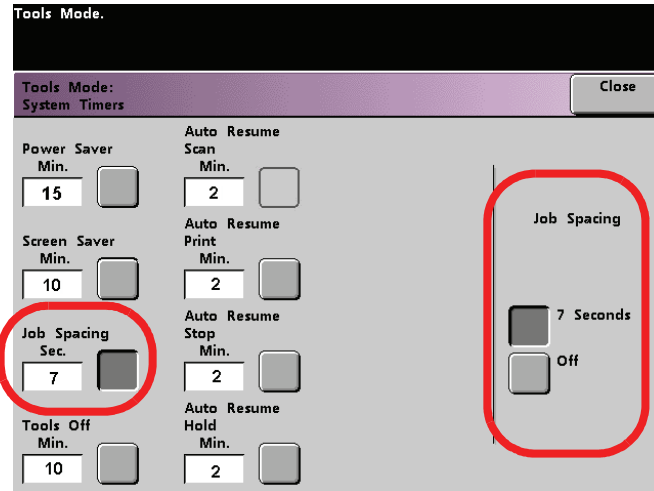 Tools Mode.
Tools Mode:
System Timers
Close
Power Saver
Min.
15
Screen Saver
Min.
10
Job Spacing
Sec.
7
Tools Off
Min.
10
Auto Resume
Scan
Min.
2
Auto Resume
Print
Min.
2
Auto Resume
Stop
Min.
2
Auto Resume
Hold
Min.
2
Job Spacing
7 Seconds
Off